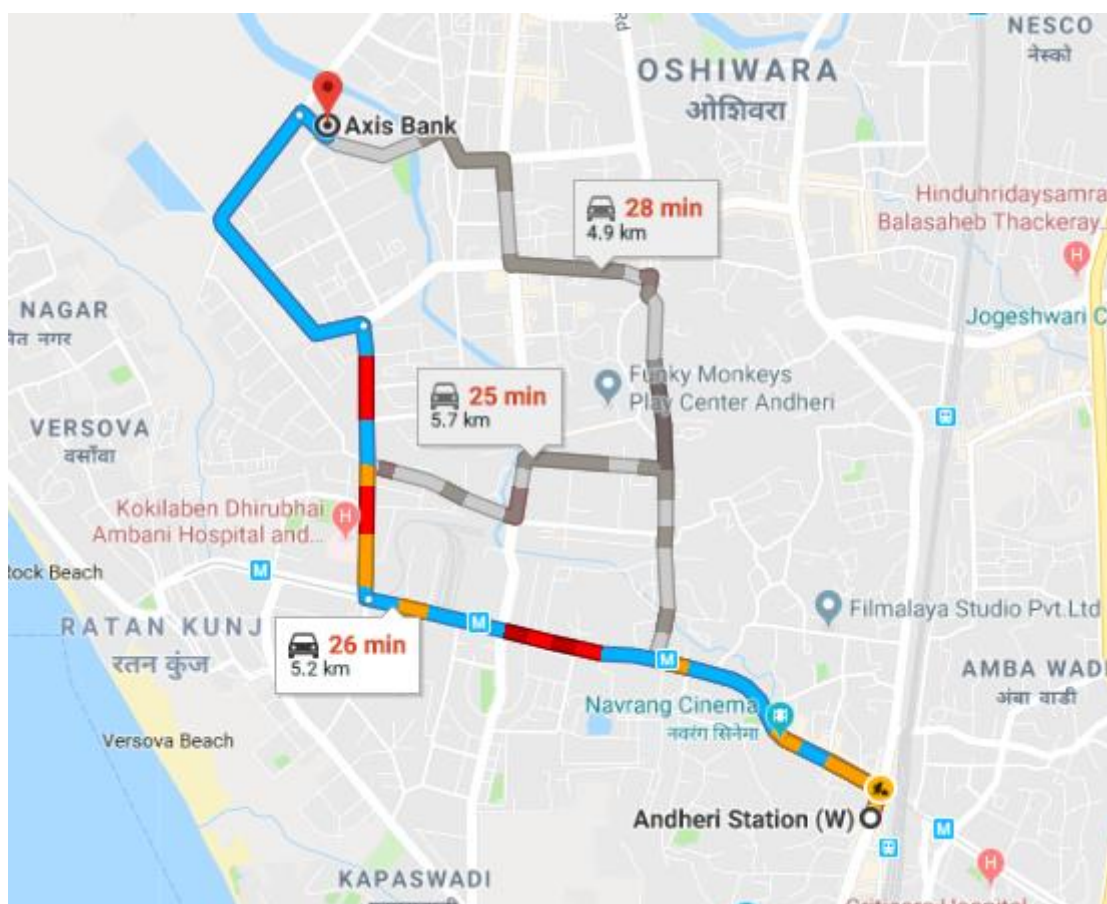 NESCO
नेस्को
Rd
OSHIWARA
ओशिवरा
Axis Bank
28 min
4.9 km
Hinduhridaysamra
Balasaheb Thackeray...
H
NAGAR
नगर
Jogeshwari C
25 min
5.7 km
Funky Monkeys
Play Center Andheri
VERSOVA
वर्सोवा
Kokilaben Dhirubhai
Ambani Hospital and...
H
Rock Beach
M
M
Filmalaya Studio Pvt.Ltd
RATAN KUNJ
रतन कुंज
26 min
5.2 km
M
AMBA WADI
अंबा वाडी
Navrang Cinema
नवरंग सिनेमा
Versova Beach
Andheri Station (W)
M
H
KAPASWADI
M